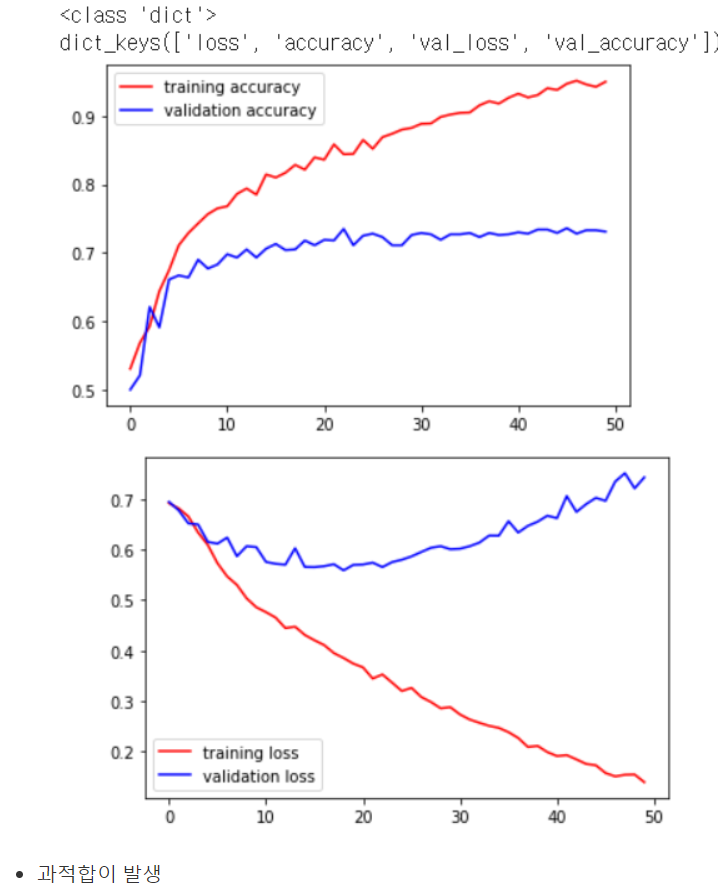 <class 'dict'>
dict_keys(['loss', 'accuracy', 'val_loss', 'val_accuracy'])
training accuracy
validation accuracy
0.9
0.8
0.7
0.6
0.5
0 10 20 30 40 50
0.7
0.6
0.5
0.4
0.3
0.2
training loss
validation loss
0 10 20 30 40 50
• 과적합이 발생